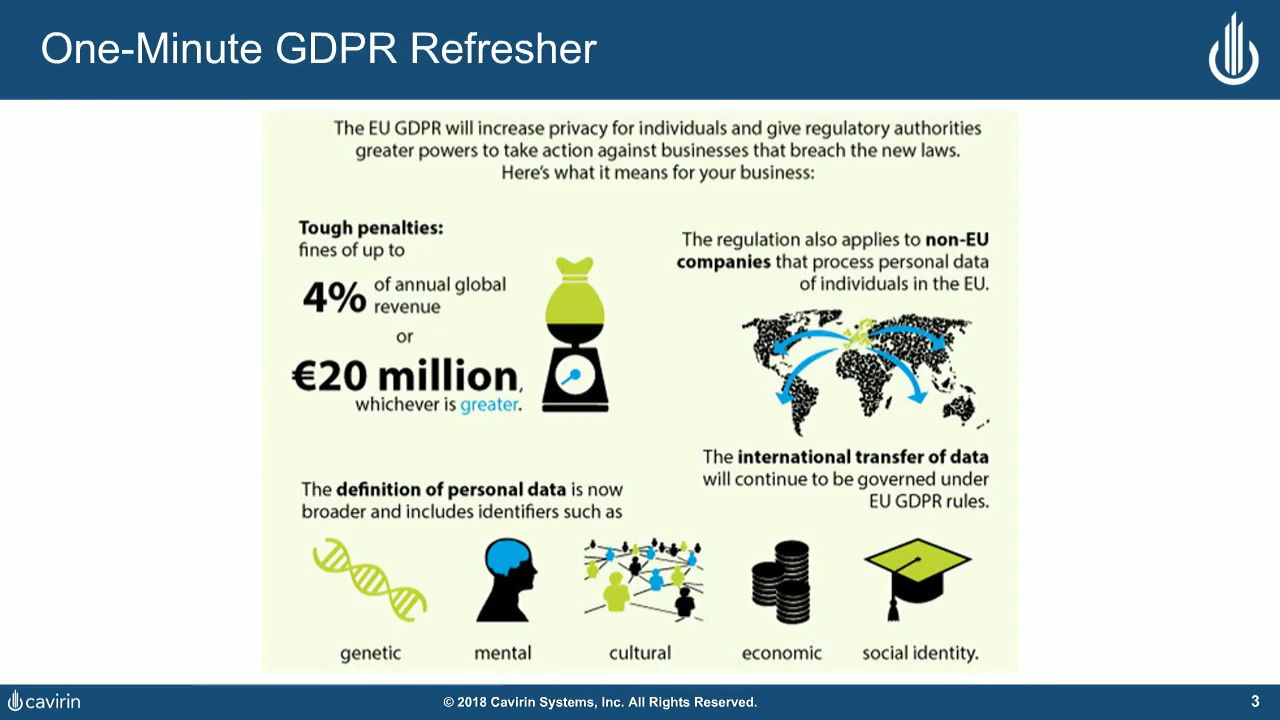 One-Minute GDPR Refresher
The EU GDPR will increase privacy for individuals and give regulatory authorities
greater powers to take action against businesses that breach the new laws.
Here's what it means for your business:
Tough penalties:
fines of up to
4% of annual global
revenue
or
€20 million,
whichever is greater.
The regulation also applies to non-EU
companies that process personal data
of individuals in the EU.
The international transfer of data
will continue to be governed under
EU GDPR rules.
The definition of personal data is now
broader and includes identifiers such as
genetic
mental
cultural
economic
social identity.
cavirin
© 2018 Cavirin Systems, Inc. All Rights Reserved.
3